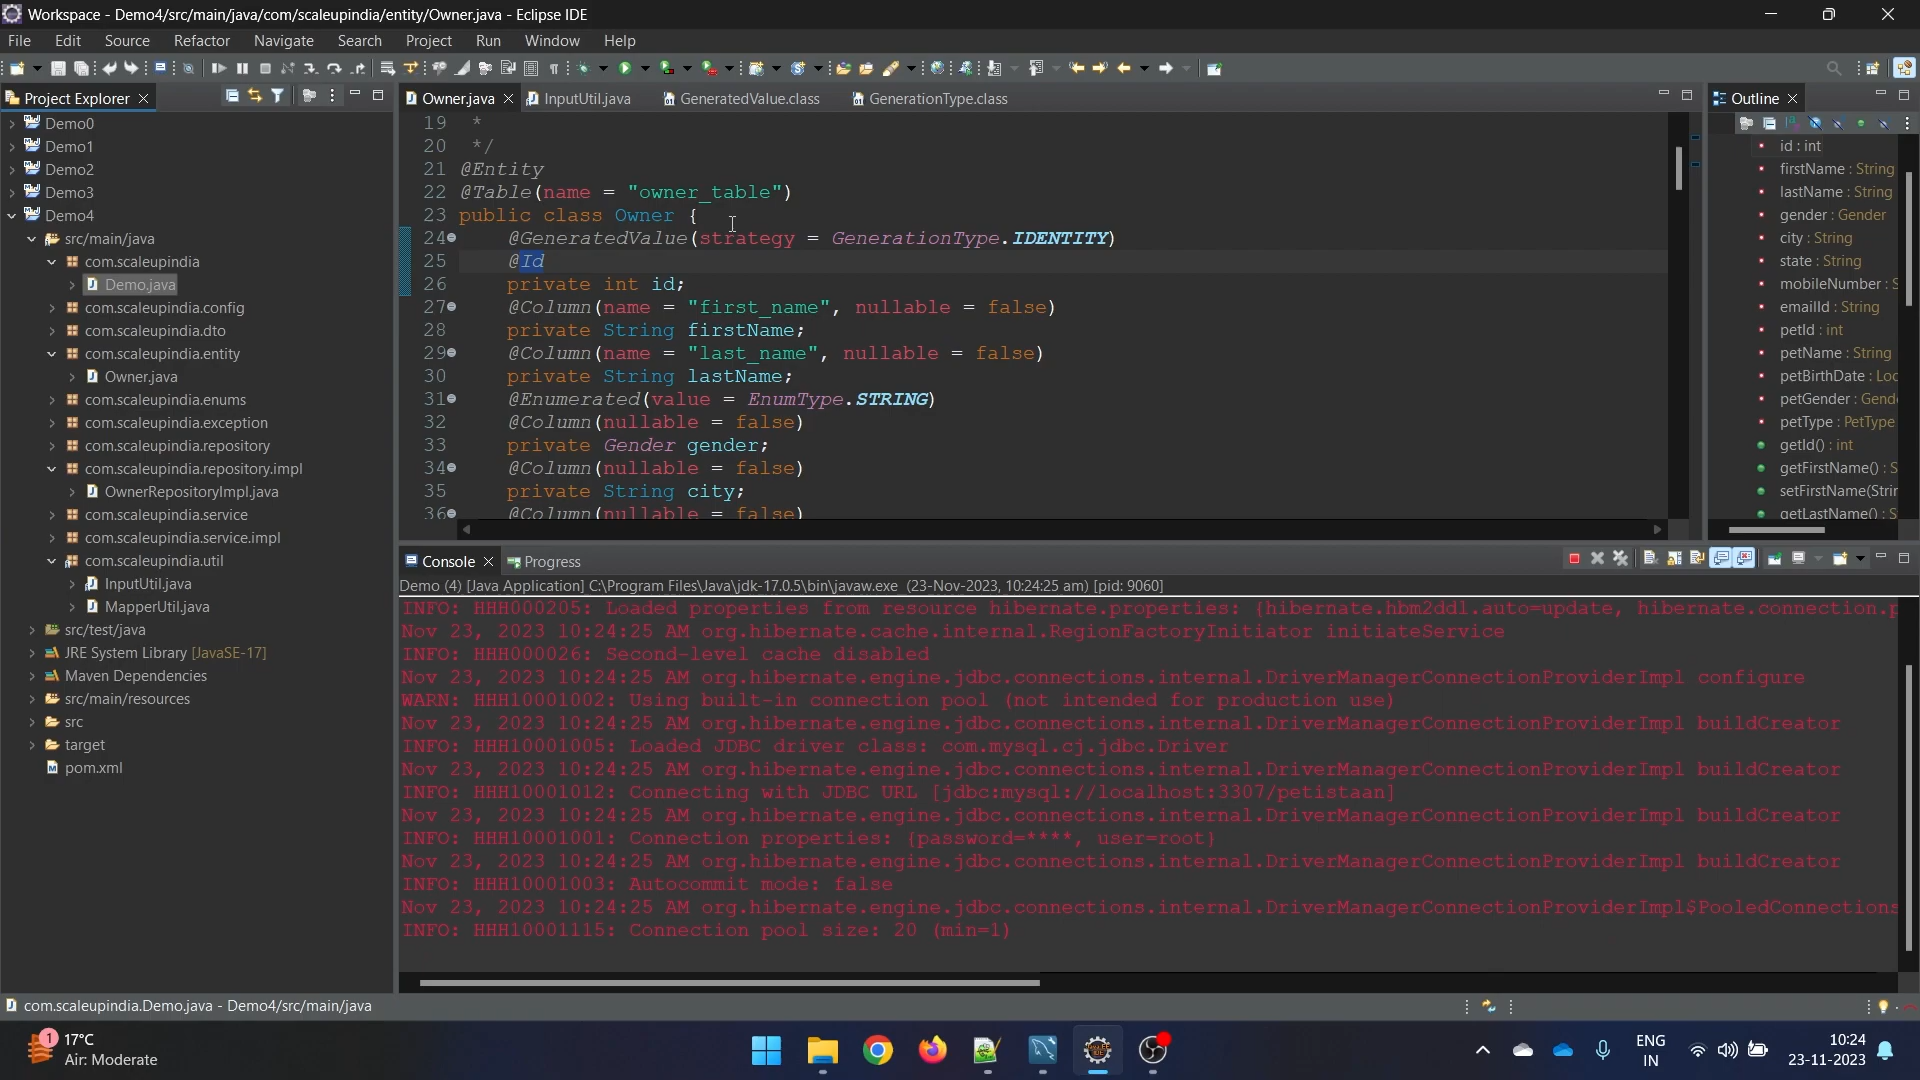 Workspace - Demo4/src/main/java/com/scaleupindia/entity/Owner.java - Eclipse IDE
File Edit Source Refactor Navigate Search Project Run Window Help
Project Explorer
Demo0
Demo1
Demo2
Demo3
Demo4
src/main/java
com.scaleupindia
Demo.java
com.scaleupindia.config
com.scaleupindia.dto
com.scaleupindia.entity
Owner.java
com.scaleupindia.enums
com.scaleupindia.exception
com.scaleupindia.repository
com.scaleupindia.repository.impl
OwnerRepositoryImpl.java
com.scaleupindia.service
com.scaleupindia.service.impl
com.scaleupindia.util
InputUtil.java
MapperUtil.java
src/test/java
JRE System Library [JavaSE-17]
Maven Dependencies
src/main/resources
src
target
pom.xml
Owner.java InputUtil.java GeneratedValue.class GenerationType.class
19 *
20 */
21 @Entity
22 @Table(name = "owner_table")
23 public class Owner {
24 @GeneratedValue(strategy = GenerationType.IDENTITY)
25 @Id
26 private int id;
27 @Column(name = "first_name", nullable = false)
28 private String firstName;
29 @Column(name = "last_name", nullable = false)
30 private String lastName;
31 @Enumerated(value = EnumType.STRING)
32 @Column(nullable = false)
33 private Gender gender;
34 @Column(nullable = false)
35 private String city;
36 @Column(nullable = false)
Outline
id : int
firstName : String
lastName : String
gender : Gender
city : String
state : String
mobileNumber : S
emailId : String
petId : int
petName : String
petBirthDate : Loc
petGender : Gend
petType : PetType
getId() : int
getFirstName() : S
setFirstName(Strin
getLastName() : S
Console Progress
Demo (4) [Java Application] C:\Program Files\Java\jdk-17.0.5\bin\javaw.exe (23-Nov-2023, 10:24:25 am) [pid: 9060]
INFO: HHH000205: Loaded properties from resource hibernate.properties: {hibernate.hbm2ddl.auto=update, hibernate.connection.p
Nov 23, 2023 10:24:25 AM org.hibernate.cache.internal.RegionFactoryInitiator initiateService
INFO: HHH000026: Second-level cache disabled
Nov 23, 2023 10:24:25 AM org.hibernate.engine.jdbc.connections.internal.DriverManagerConnectionProviderImpl configure
WARN: HHH10001002: Using built-in connection pool (not intended for production use)
Nov 23, 2023 10:24:25 AM org.hibernate.engine.jdbc.connections.internal.DriverManagerConnectionProviderImpl buildCreator
INFO: HHH10001005: Loaded JDBC driver class: com.mysql.cj.jdbc.Driver
Nov 23, 2023 10:24:25 AM org.hibernate.engine.jdbc.connections.internal.DriverManagerConnectionProviderImpl buildCreator
INFO: HHH10001012: Connecting with JDBC URL [jdbc:mysql://localhost:3307/petistaan]
Nov 23, 2023 10:24:25 AM org.hibernate.engine.jdbc.connections.internal.DriverManagerConnectionProviderImpl buildCreator
INFO: HHH10001001: Connection properties: {password=****, user=root}
Nov 23, 2023 10:24:25 AM org.hibernate.engine.jdbc.connections.internal.DriverManagerConnectionProviderImpl buildCreator
INFO: HHH10001003: Autocommit mode: false
Nov 23, 2023 10:24:25 AM org.hibernate.engine.jdbc.connections.internal.DriverManagerConnectionProviderImpl$PooledConnections
INFO: HHH10001115: Connection pool size: 20 (min=1)
com.scaleupindia.Demo.java - Demo4/src/main/java
1
17°C
Air: Moderate
ENG
IN
10:24
23-11-2023